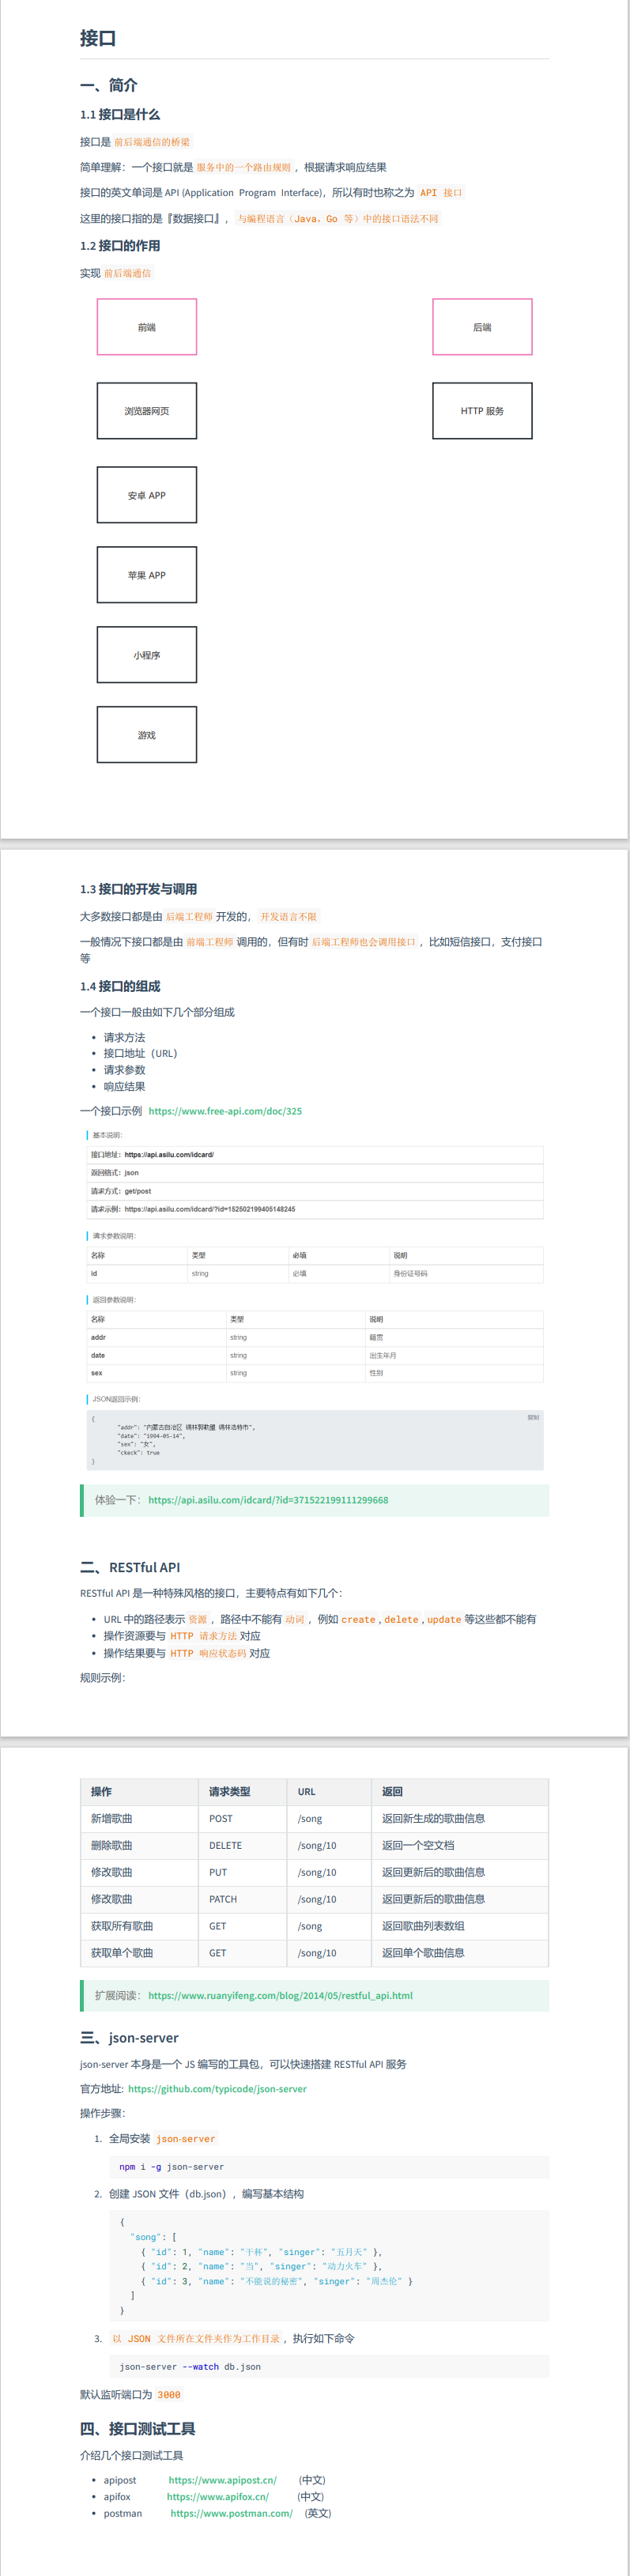 接口
一、简介
1.1 接口是什么
接口是 前后端通信的桥梁
简单理解：一个接口就是 服务中的一个路由规则 ，根据请求响应结果
接口的英文单词是 API (Application Program Interface)，所以有时也称之为 API 接口
这里的接口指的是『数据接口』， 与编程语言（Java，Go 等）中的接口语法不同
1.2 接口的作用
实现 前后端通信
前端 后端
浏览器网页 HTTP 服务
安卓 APP
苹果 APP
小程序
游戏
1.3 接口的开发与调用
大多数接口都是由 后端工程师 开发的， 开发语言不限
一般情况下接口都是由 前端工程师 调用的，但有时 后端工程师也会调用接口 ，比如短信接口，支付接口
等
1.4 接口的组成
一个接口一般由如下几个部分组成
• 请求方法
• 接口地址（URL）
• 请求参数
• 响应结果
一个接口示例 https://www.free-api.com/doc/325
基本说明：
接口地址：https://api.asilu.com/idcard/
返回格式：json
请求方式：get/post
请求示例：https://api.asilu.com/idcard/?id=152502199405148245
请求参数说明：
名称 类型 必填 说明
id string 必填 身份证号码
返回参数说明：
名称 类型 说明
addr string 籍贯
date string 出生年月
sex string 性别
JSON返回示例：
{ 复制
"addr": "内蒙古自治区 锡林郭勒盟 锡林浩特市",
"date": "1994-05-14",
"sex": "女",
"ckeck": true
}
体验一下： https://api.asilu.com/idcard/?id=371522199111299668
二、RESTful API
RESTful API 是一种特殊风格的接口，主要特点有如下几个：
• URL 中的路径表示 资源 ，路径中不能有 动词 ，例如 create , delete , update 等这些都不能有
• 操作资源要与 HTTP 请求方法 对应
• 操作结果要与 HTTP 响应状态码 对应
规则示例：
操作 请求类型 URL 返回
新增歌曲 POST /song 返回新生成的歌曲信息
删除歌曲 DELETE /song/10 返回一个空文档
修改歌曲 PUT /song/10 返回更新后的歌曲信息
修改歌曲 PATCH /song/10 返回更新后的歌曲信息
获取所有歌曲 GET /song 返回歌曲列表数组
获取单个歌曲 GET /song/10 返回单个歌曲信息
扩展阅读： https://www.ruanyifeng.com/blog/2014/05/restful_api.html
三、json-server
json-server 本身是一个 JS 编写的工具包，可以快速搭建 RESTful API 服务
官方地址: https://github.com/typicode/json-server
操作步骤：
1. 全局安装 json-server
npm i -g json-server
2. 创建 JSON 文件（db.json），编写基本结构
{
"song": [
{ "id": 1, "name": "干杯", "singer": "五月天" },
{ "id": 2, "name": "当", "singer": "动力火车" },
{ "id": 3, "name": "不能说的秘密", "singer": "周杰伦" }
]
}
3. 以 JSON 文件所在文件夹作为工作目录 ，执行如下命令
json-server --watch db.json
默认监听端口为 3000
四、接口测试工具
介绍几个接口测试工具
• apipost https://www.apipost.cn/ (中文)
• apifox https://www.apifox.cn/ (中文)
• postman https://www.postman.com/ (英文)